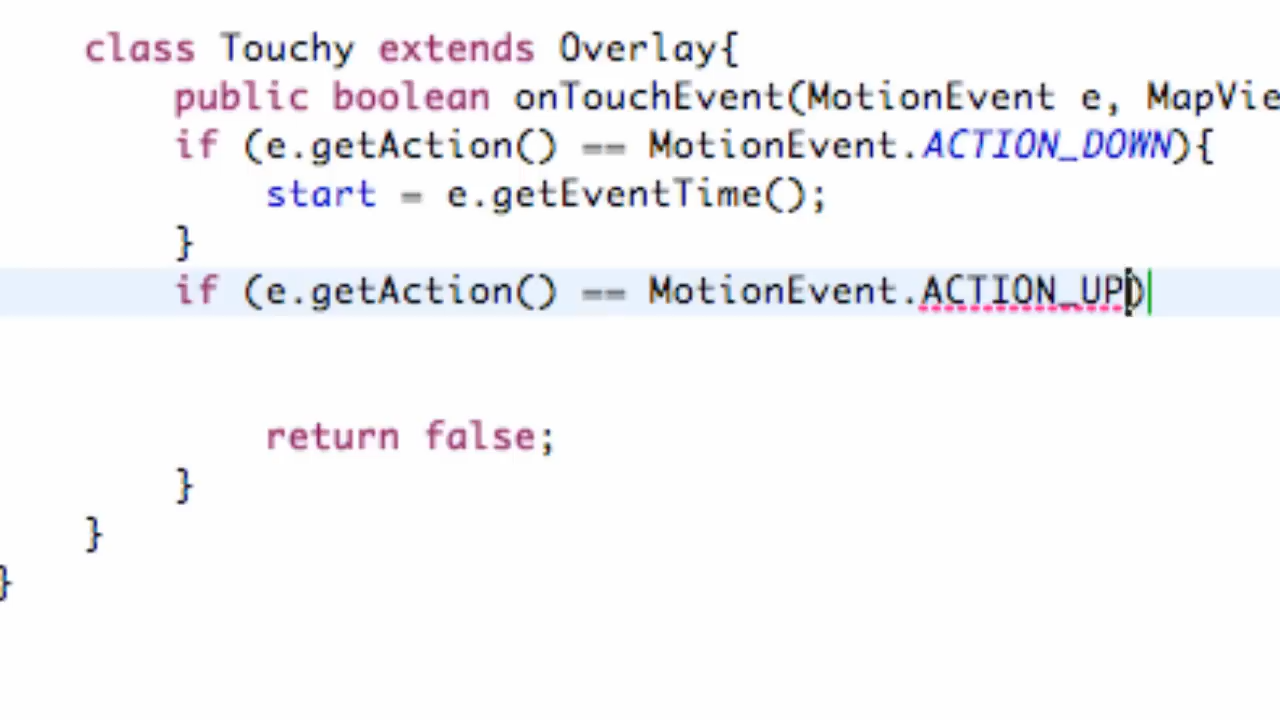 class Touchy extends Overlay{
public boolean onTouchEvent(MotionEvent e, MapVie
if (e.getAction() == MotionEvent.ACTION_DOWN){
start = e.getEventTime();
}
if (e.getAction() == MotionEvent.ACTION_UP)
return false;
}
}
}